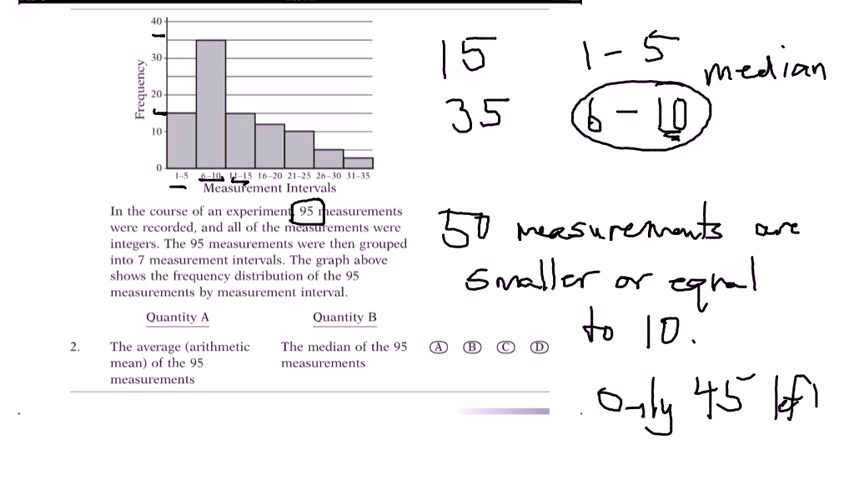 40
30
20
10
0
Frequency
1–5 6–10 11–15 16–20 21–25 26–30 31–35
Measurement Intervals
In the course of an experiment, 95 measurements
were recorded, and all of the measurements were
integers. The 95 measurements were then grouped
into 7 measurement intervals. The graph above
shows the frequency distribution of the 95
measurements by measurement interval.
Quantity A Quantity B
2. The average (arithmetic The median of the 95 A B C D
mean) of the 95 measurements
measurements
15 1 – 5
median
35 6 – 10
50 measurements are
smaller or equal
to 10.
only 45 left